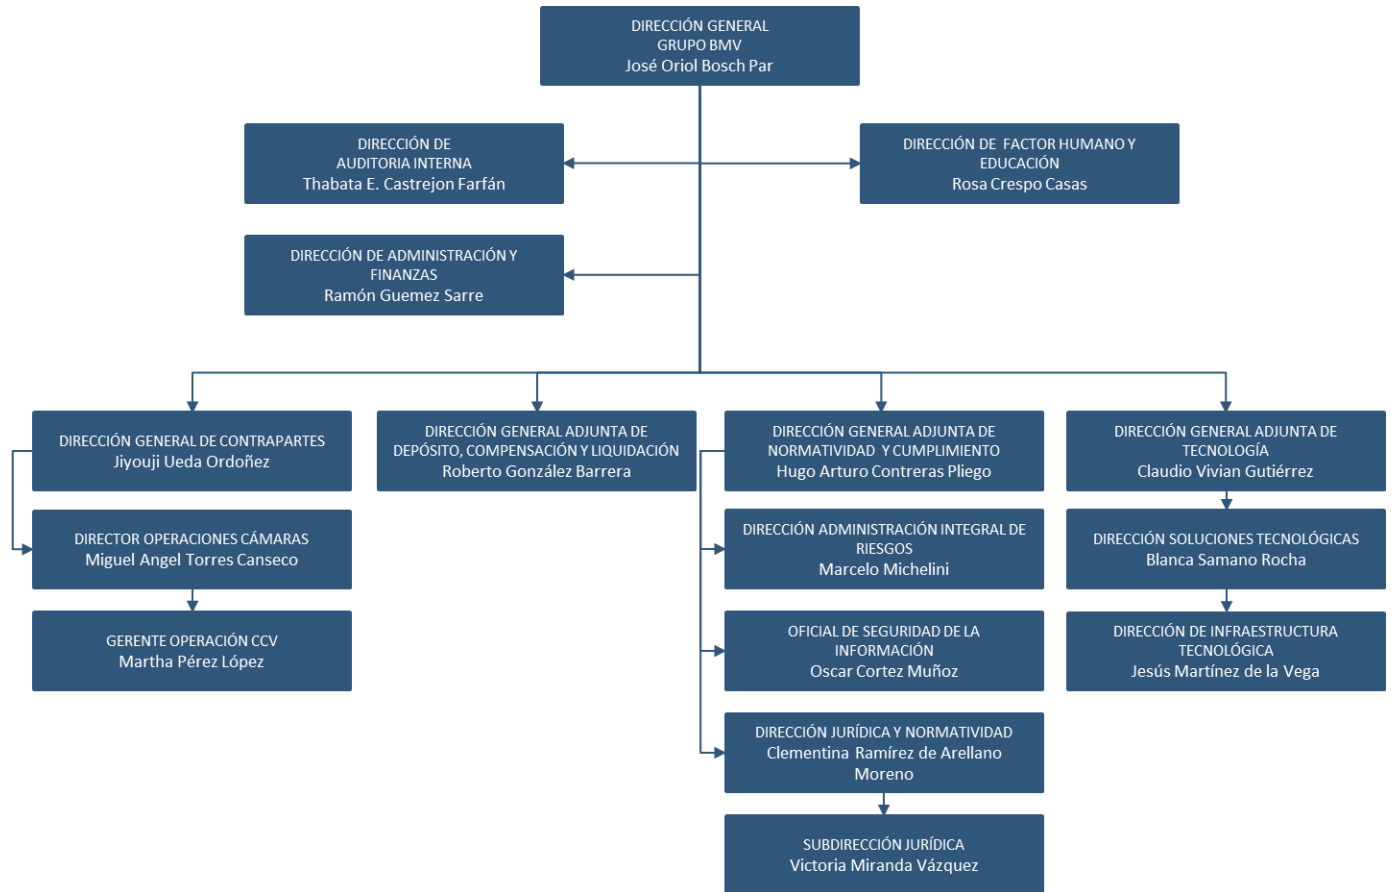 DIRECCIÓN GENERAL
GRUPO BMV
José Oriol Bosch Par
DIRECCIÓN DE
AUDITORIA INTERNA
Thabata E. Castrejon Farfán
DIRECCIÓN DE FACTOR HUMANO Y
EDUCACIÓN
Rosa Crespo Casas
DIRECCIÓN DE ADMINISTRACIÓN Y
FINANZAS
Ramón Guemez Sarre
DIRECCIÓN GENERAL DE CONTRAPARTES
Jiyouji Ueda Ordoñez
DIRECCIÓN GENERAL ADJUNTA DE
DEPÓSITO, COMPENSACIÓN Y LIQUIDACIÓN
Roberto González Barrera
DIRECCIÓN GENERAL ADJUNTA DE
NORMATIVIDAD Y CUMPLIMIENTO
Hugo Arturo Contreras Pliego
DIRECCIÓN GENERAL ADJUNTA DE
TECNOLOGÍA
Claudio Vivian Gutiérrez
DIRECTOR OPERACIONES CÁMARAS
Miguel Angel Torres Canseco
DIRECCIÓN ADMINISTRACIÓN INTEGRAL DE
RIESGOS
Marcelo Michelini
DIRECCIÓN SOLUCIONES TECNOLÓGICAS
Blanca Samano Rocha
GERENTE OPERACIÓN CCV
Martha Pérez López
OFICIAL DE SEGURIDAD DE LA
INFORMACIÓN
Oscar Cortez Muñoz
DIRECCIÓN DE INFRAESTRUCTURA
TECNOLÓGICA
Jesús Martínez de la Vega
DIRECCIÓN JURÍDICA Y NORMATIVIDAD
Clementina Ramírez de Arellano
Moreno
SUBDIRECCIÓN JURÍDICA
Victoria Miranda Vázquez